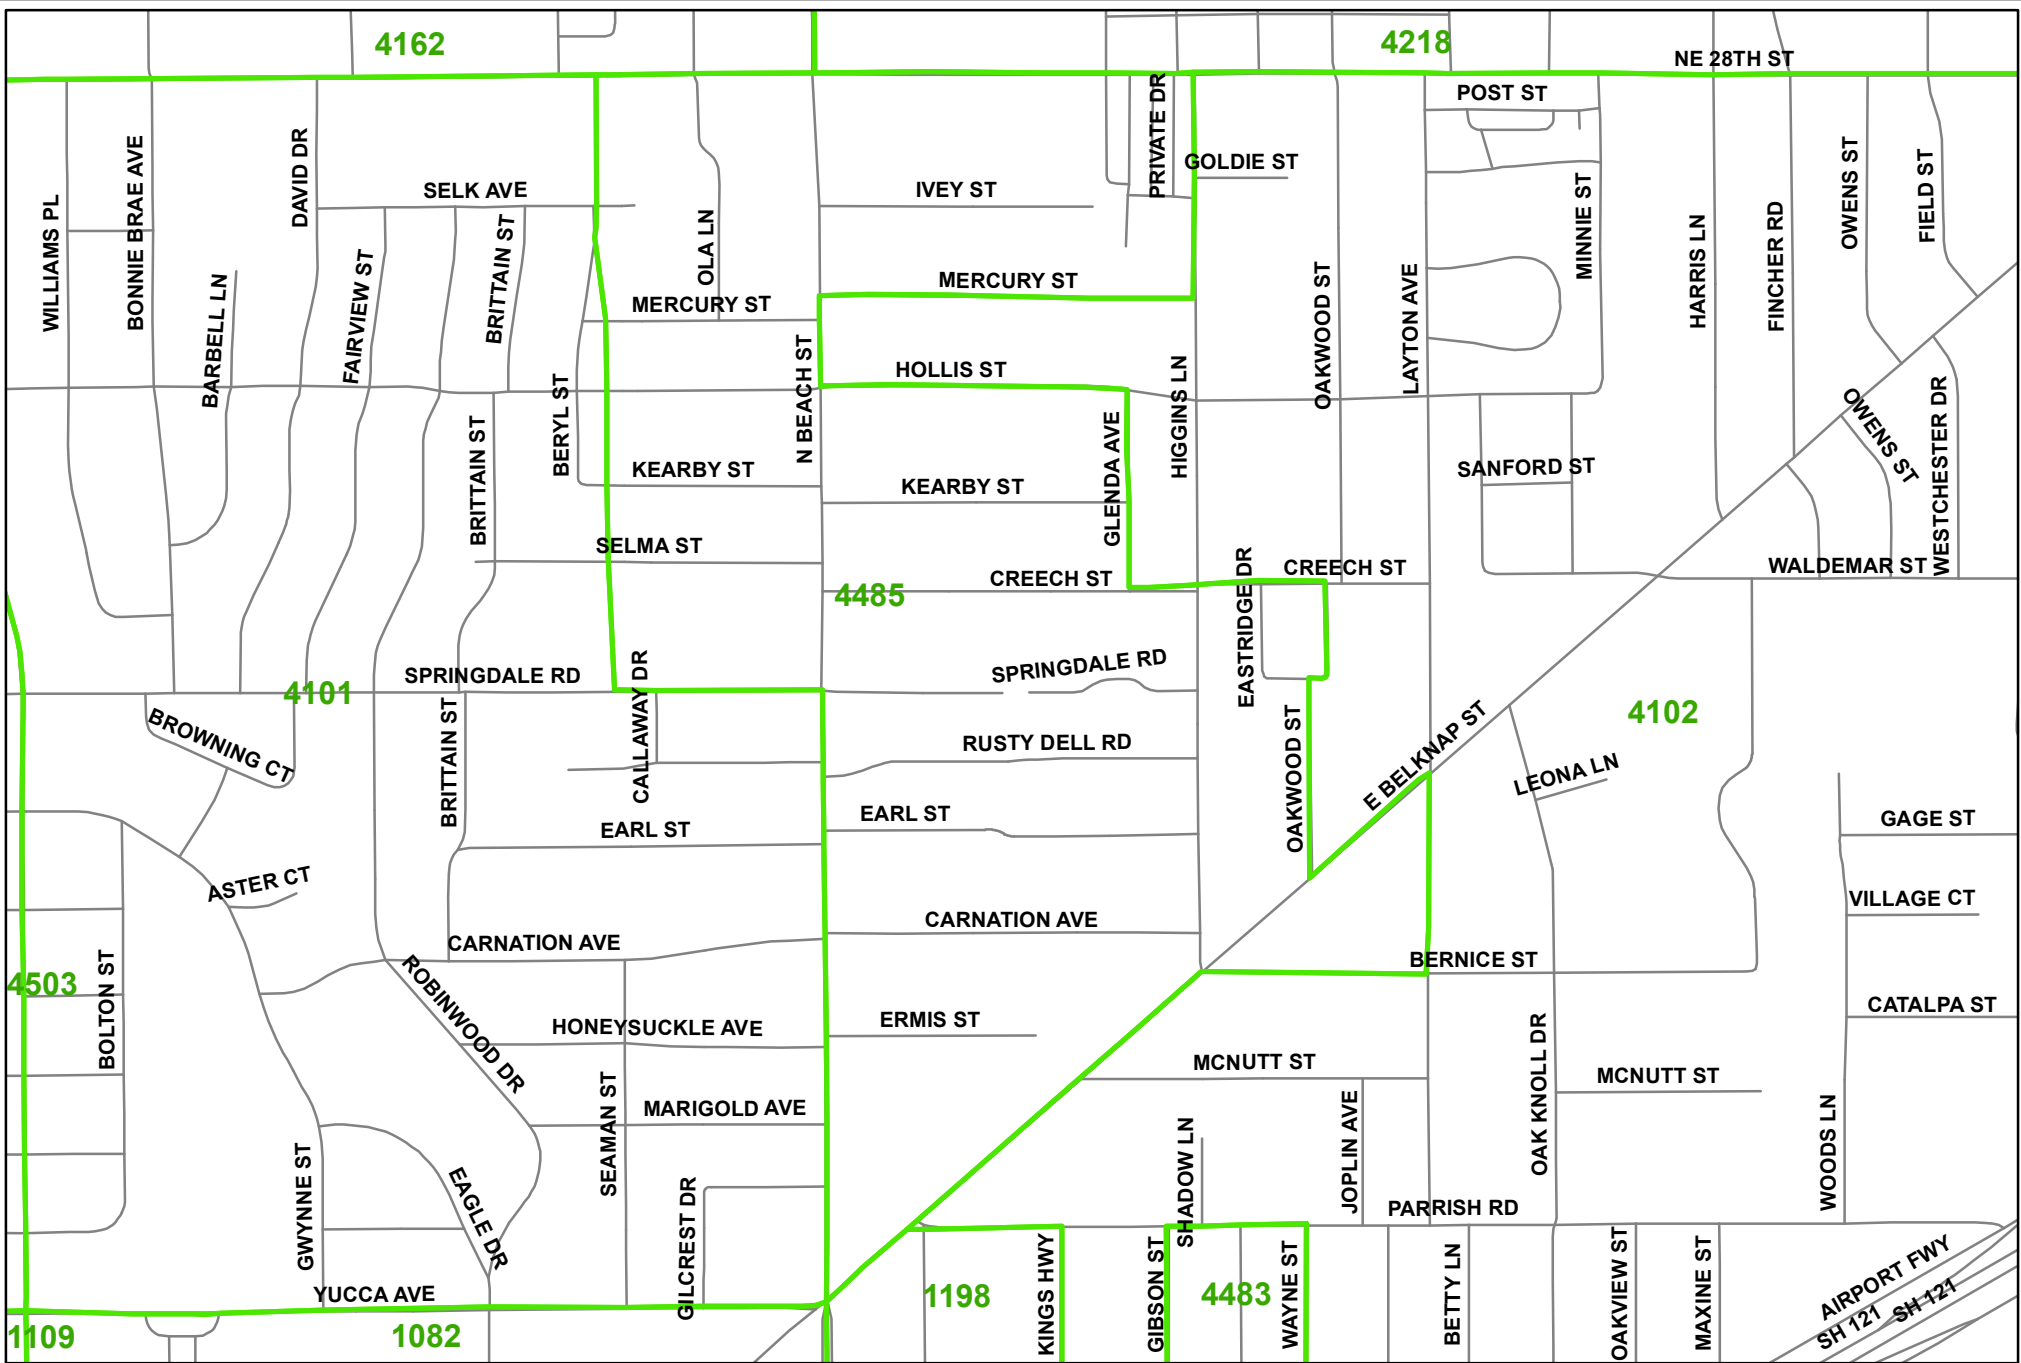 4162
4218
NE 28TH ST
POST ST
PRIVATE DR
GOLDIE ST
DAVID DR
BONNIE BRAE AVE
WILLIAMS PL
SELK AVE
IVEY ST
OWENS ST
FIELD ST
MINNIE ST
BRITTAIN ST
OLA LN
HARRIS LN
FINCHER RD
FAIRVIEW ST
BARBELL LN
MERCURY ST
MERCURY ST
OAKWOOD ST
LAYTON AVE
N BEACH ST
HOLLIS ST
HIGGINS LN
BERYL ST
BRITTAIN ST
GLENDA AVE
OWENS ST
WESTCHESTER DR
KEARBY ST
KEARBY ST
SANFORD ST
SELMA ST
CREECH ST
CREECH ST
WALDEMAR ST
4485
EASTRIDGE DR
SPRINGDALE RD
SPRINGDALE RD
4101
CALLAWAY DR
BRITTAIN ST
BROWNING CT
4102
RUSTY DELL RD
OAKWOOD ST
E BELKNAP ST
LEONA LN
EARL ST
EARL ST
GAGE ST
ASTER CT
VILLAGE CT
CARNATION AVE
CARNATION AVE
BERNICE ST
4503
BOLTON ST
ROBINWOOD DR
HONEYSUCKLE AVE
ERMIS ST
CATALPA ST
MCNUTT ST
MCNUTT ST
OAK KNOLL DR
MARIGOLD AVE
SEAMAN ST
JOPLIN AVE
SHADOW LN
WOODS LN
GWYNNE ST
EAGLE DR
GILCREST DR
PARRISH RD
KINGS HWY
GIBSON ST
WAYNE ST
BETTY LN
OAKVIEW ST
MAXINE ST
AIRPORT FWY
SH 121
SH 121
YUCCA AVE
1198
4483
1109
1082